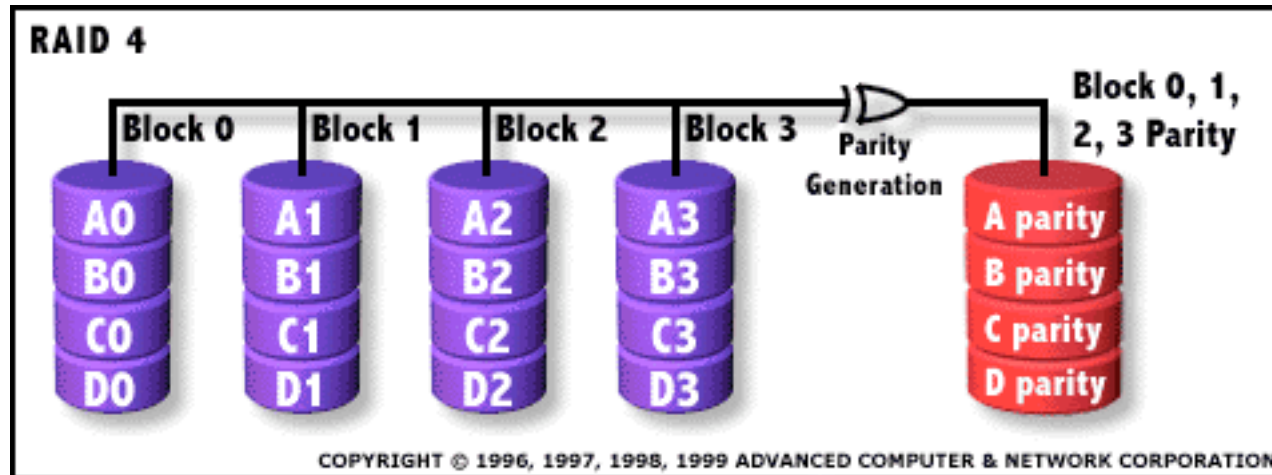 RAID 4
Block 0
Block 1
Block 2
Block 3
Parity
Generation
Block 0, 1,
2, 3 Parity
A0
A1
A2
A3
A parity
B0
B1
B2
B3
B parity
C0
C1
C2
C3
C parity
D0
D1
D2
D3
D parity
COPYRIGHT © 1996, 1997, 1998, 1999 ADVANCED COMPUTER & NETWORK CORPORATION